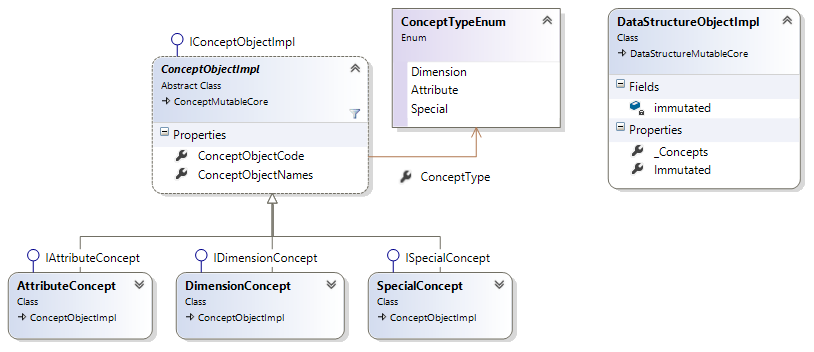 IConceptObjectImpl
ConceptObjectImpl
Abstract Class
ConceptMutableCore
Properties
ConceptObjectCode
ConceptObjectNames
ConceptTypeEnum
Enum
Dimension
Attribute
Special
ConceptType
DataStructureObjectImpl
Class
DataStructureMutableCore
Fields
immutated
Properties
_Concepts
Immutated
IAttributeConcept
AttributeConcept
Class
ConceptObjectImpl
IDimensionConcept
DimensionConcept
Class
ConceptObjectImpl
ISpecialConcept
SpecialConcept
Class
ConceptObjectImpl